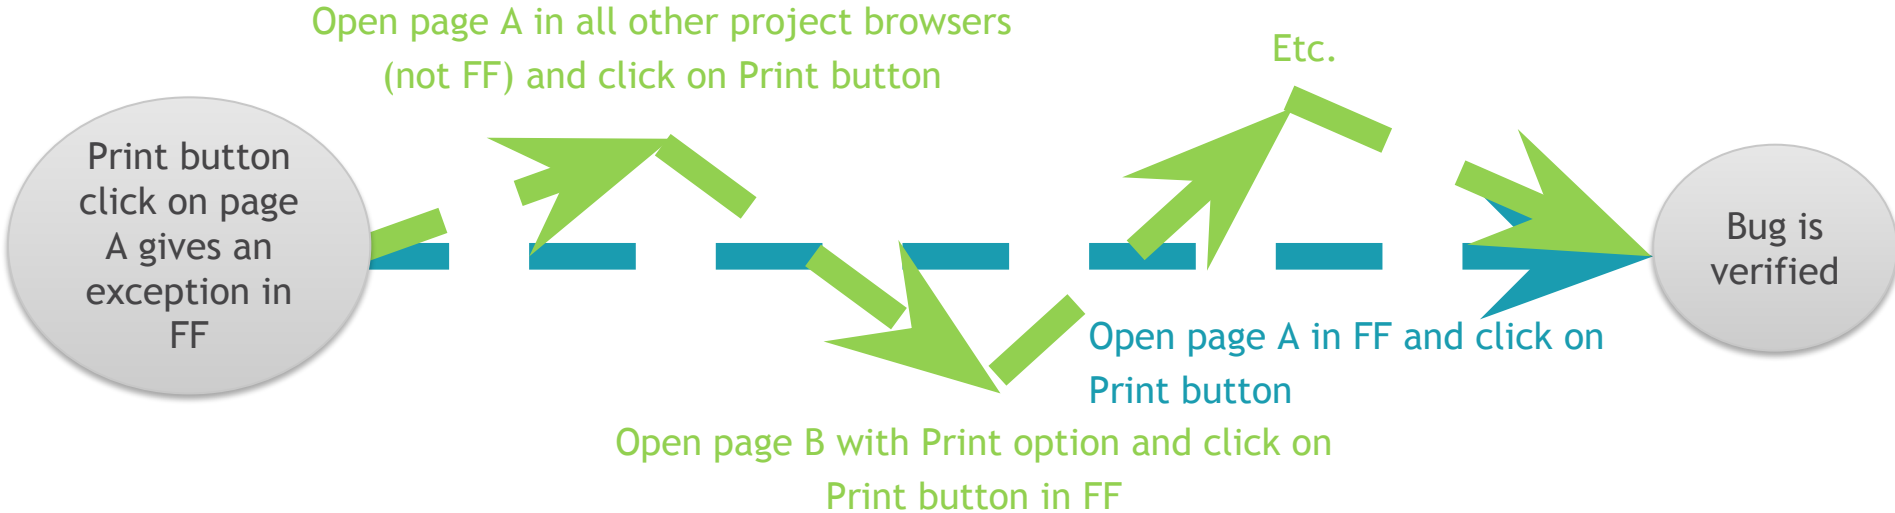 Open page A in all other project browsers
(not FF) and click on Print button
Etc.
Print button
click on page
A gives an
exception in
FF
Bug is
verified
Open page A in FF and click on
Print button
Open page B with Print option and click on
Print button in FF